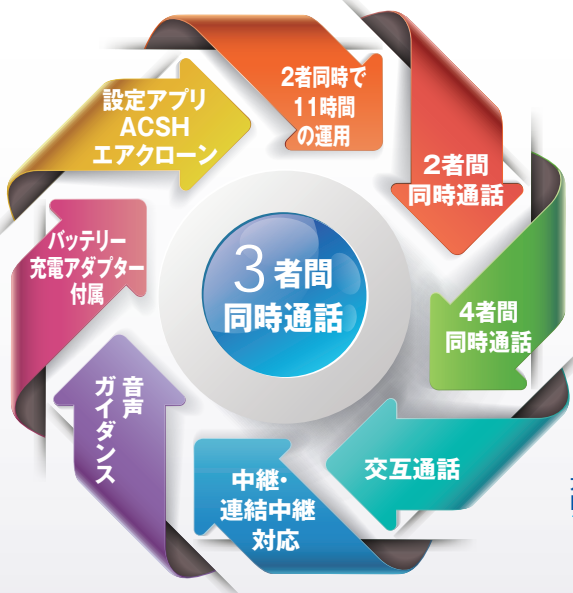 3者間
同時通話
2者同時で
11時間
の運用
2者間
同時通話
4者間
同時通話
交互通話
中継・
連結中継
対応
音声
ガイダンス
バッテリー
充電アダプター
付属
設定アプリ
ACSH
エアクローン